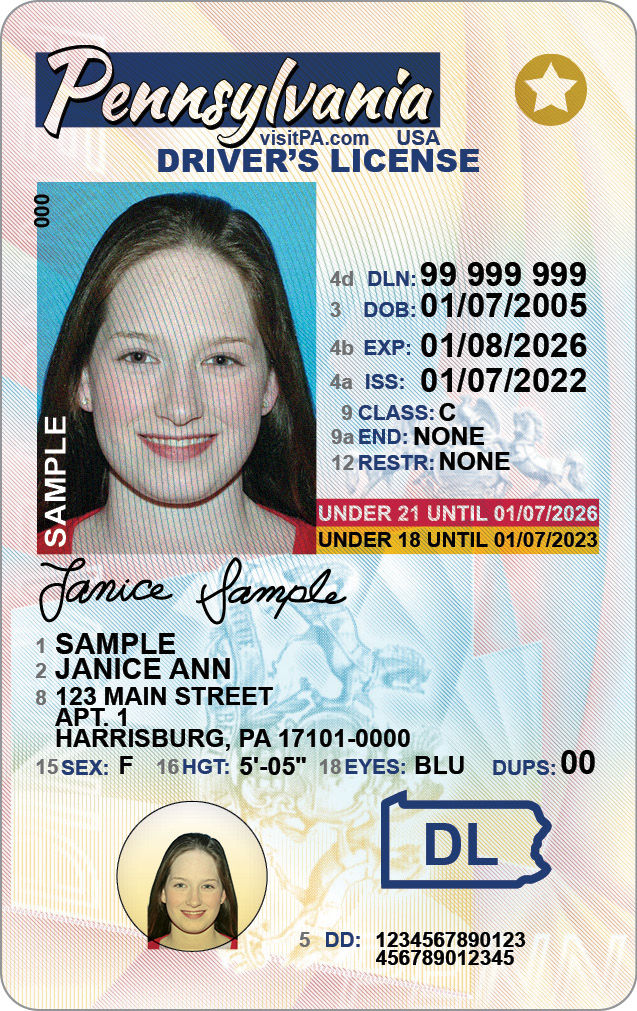 Pennsylvania
visitPA.com USA
DRIVER'S LICENSE
000
SAMPLE
4d DLN: 99 999 999
3 DOB: 01/07/2005
4b EXP: 01/08/2026
4a ISS: 01/07/2022
9 CLASS: C
9a END: NONE
12 RESTR: NONE
UNDER 21 UNTIL 01/07/2026
UNDER 18 UNTIL 01/07/2023
Janice Sample
1 SAMPLE
2 JANICE ANN
8 123 MAIN STREET
APT. 1
HARRISBURG, PA 17101-0000
15 SEX: F 16 HGT: 5'-05" 18 EYES: BLU DUPS: 00
DL
5 DD: 1234567890123
456789012345